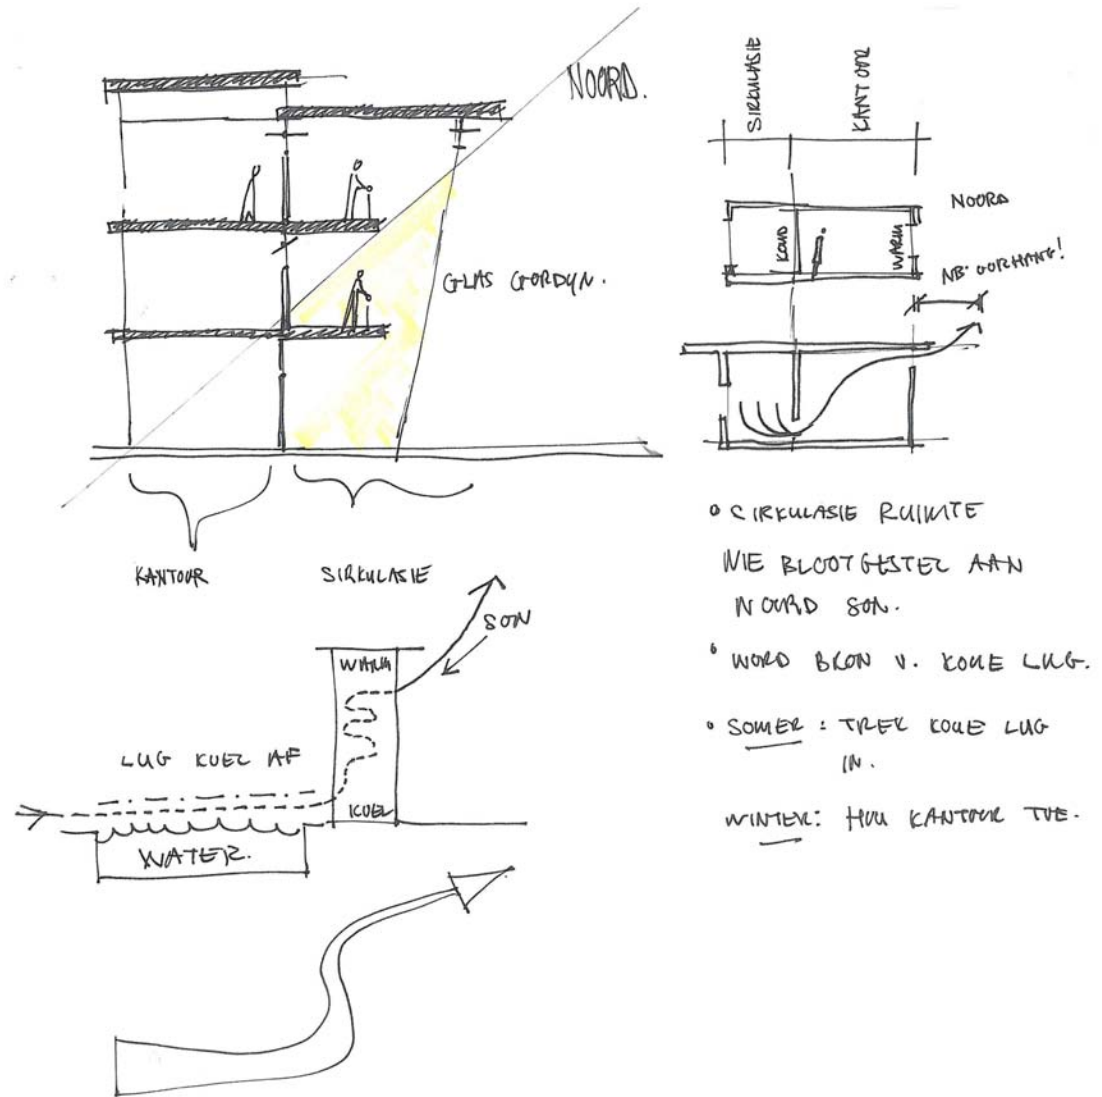 NOORD.
GLAS GORDYN.
KANTOOR
SIRKULASIE
SIRKULASIE
KANTOOR
NOORD
KOUD
WARM
NB: OORHANG!
SON
WARM
LUG KOEL AF
KOEL
WATER.
• CIRKULASIE RUIMTE
NIE BLOOTGESTEL AAN
NOORD SON.
• WORD BRON V. KOUE LUG.
• SOMER: TREK KOUE LUG
IN.
WINTER: HOU KANTOOR TOE.